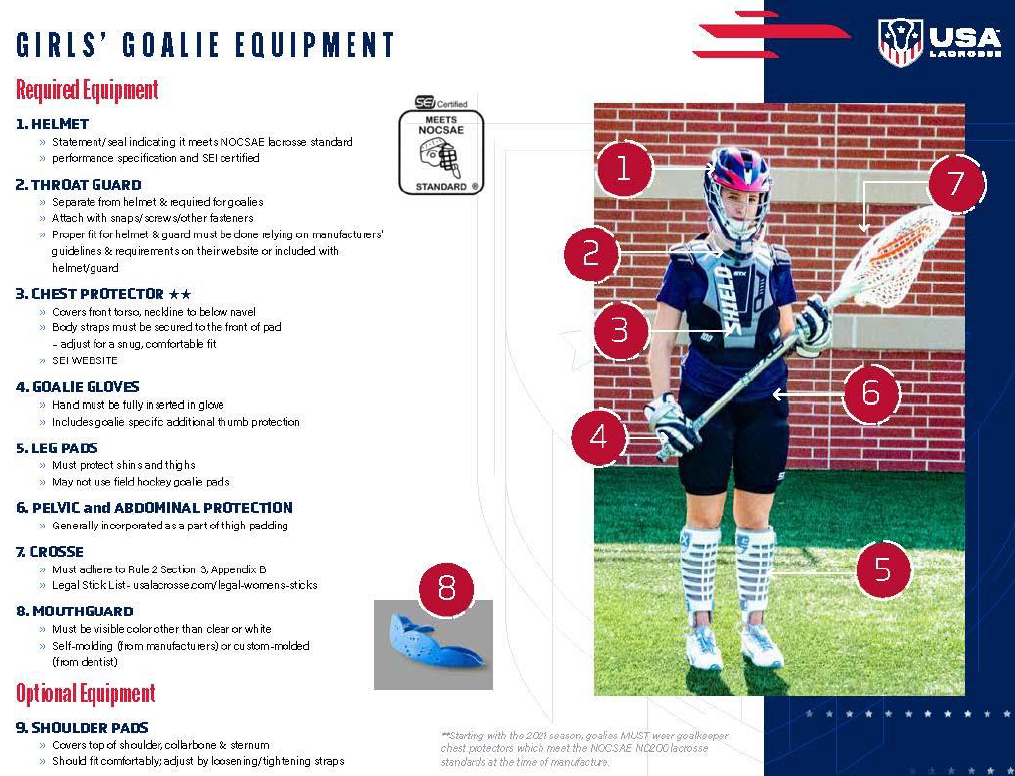 GIRLS' GOALIE EQUIPMENT
USA
LACROSSE
Required Equipment
1. HELMET
» Statement/seal indicating it meets NOCSAE lacrosse standard
» performance specification and SEI certified
SEI Certified
MEETS
NOCSAE
STANDARD ®
2. THROAT GUARD
» Separate from helmet & required for goalies
» Attach with snaps/screws/other fasteners
» Proper fit for helmet & guard must be done relying on manufacturers'
guidelines & requirements on their website or included with
helmet/guard
3. CHEST PROTECTOR ★★
» Covers front torso, neckline to below navel
» Body straps must be secured to the front of pad
– adjust for a snug, comfortable fit
» SEI WEBSITE
4. GOALIE GLOVES
» Hand must be fully inserted in glove
» Includes goalie specifc additional thumb protection
5. LEG PADS
» Must protect shins and thighs
» May not use field hockey goalie pads
6. PELVIC and ABDOMINAL PROTECTION
» Generally incorporated as a part of thigh padding
7. CROSSE
» Must adhere to Rule 2 Section 3, Appendix B
» Legal Stick List- usalacrosse.com/legal-womens-sticks
8. MOUTHGUARD
» Must be visible color other than clear or white
» Self-molding (from manufacturers) or custom-molded
(from dentist)
Optional Equipment
9. SHOULDER PADS
» Covers top of shoulder, collarbone & sternum
» Should fit comfortably; adjust by loosening/tightening straps
8
1
7
2
STX
SHIELD
100
3
6
4
5
**Starting with the 2021 season, goalies MUST wear goalkeeper
chest protectors which meet the NOCSAE ND200 lacrosse
standards at the time of manufacture.